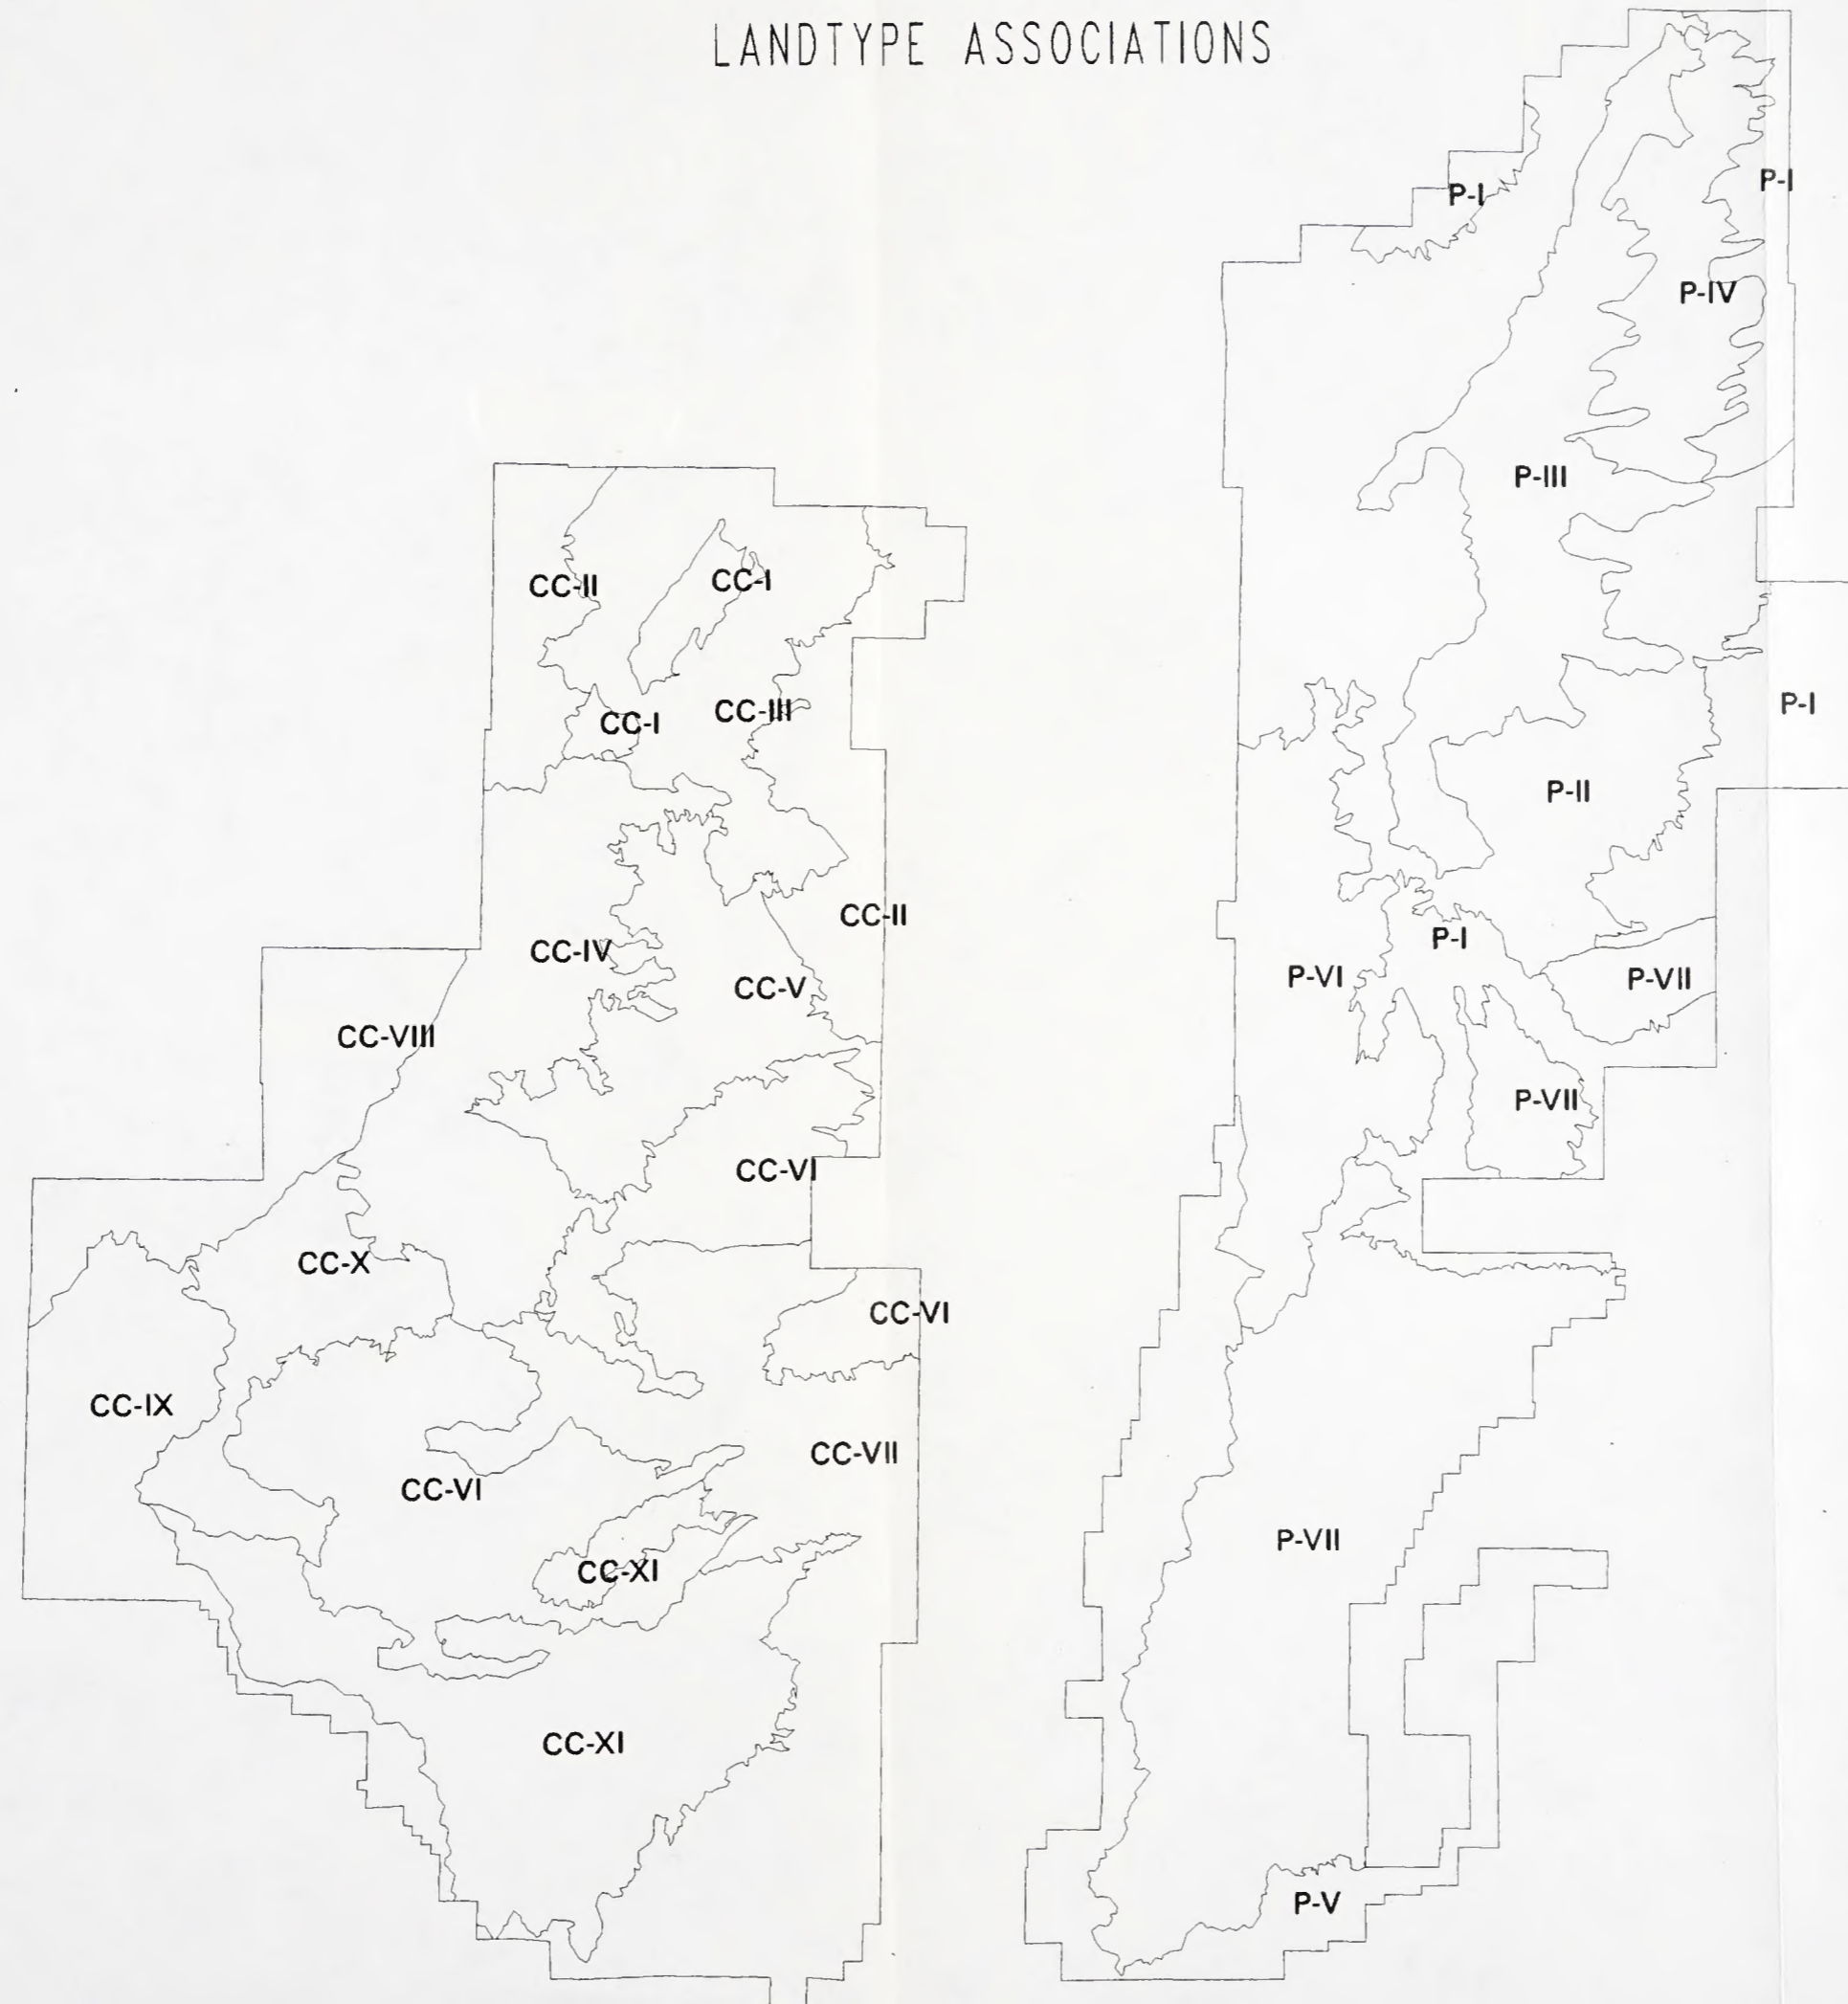 LANDTYPE ASSOCIATIONS
P-I
P-I
P-IV
P-III
CC-II
CC-I
CC-I
CC-III
P-I
P-II
CC-II
CC-IV
CC-V
P-I
P-VI
P-VII
CC-VIII
P-VII
CC-VI
CC-X
CC-VI
CC-IX
CC-VII
CC-VI
P-VII
CC-XI
CC-XI
P-V